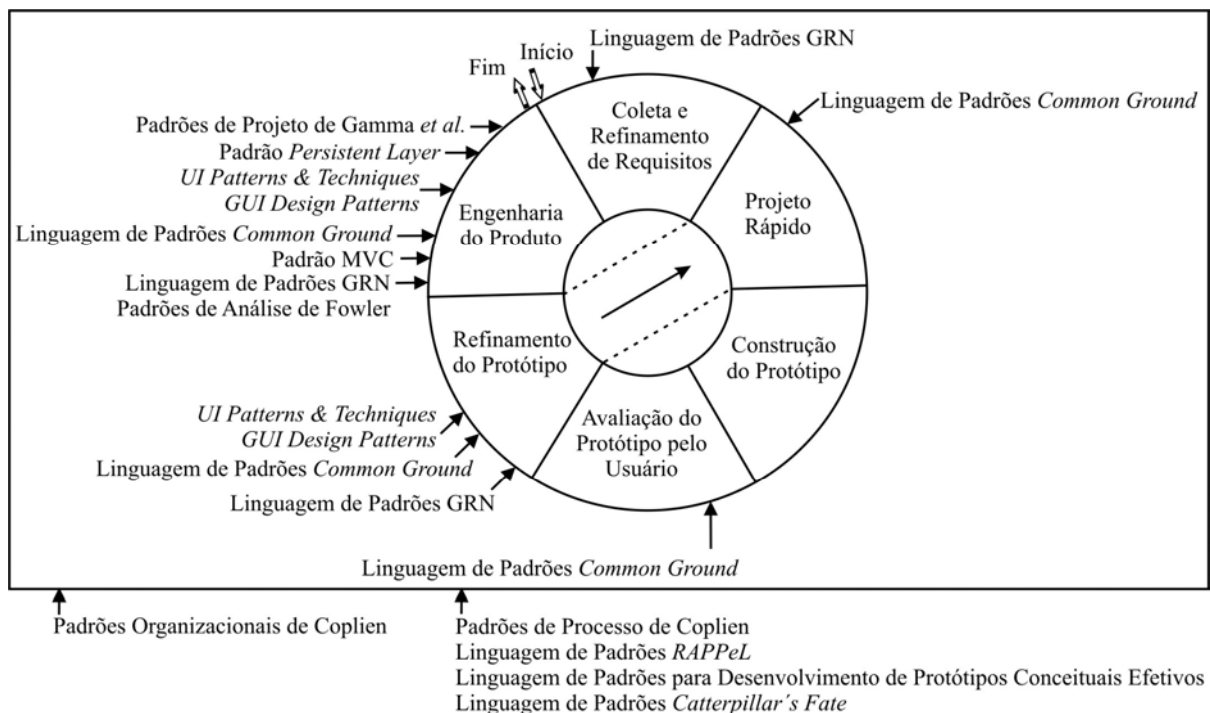 Início
Fim
Linguagem de Padrões GRN
Linguagem de Padrões Common Ground
Coleta e
Refinamento
de Requisitos
Projeto
Rápido
Construção
do Protótipo
Avaliação do
Protótipo pelo
Usuário
Refinamento
do Protótipo
Engenharia
do Produto
Padrões de Projeto de Gamma et al.
Padrão Persistent Layer
UI Patterns & Techniques
GUI Design Patterns
Linguagem de Padrões Common Ground
Padrão MVC
Linguagem de Padrões GRN
Padrões de Análise de Fowler
UI Patterns & Techniques
GUI Design Patterns
Linguagem de Padrões Common Ground
Linguagem de Padrões GRN
Linguagem de Padrões Common Ground
Padrões Organizacionais de Coplien
Padrões de Processo de Coplien
Linguagem de Padrões RAPPeL
Linguagem de Padrões para Desenvolvimento de Protótipos Conceituais Efetivos
Linguagem de Padrões Catterpillar´s Fate